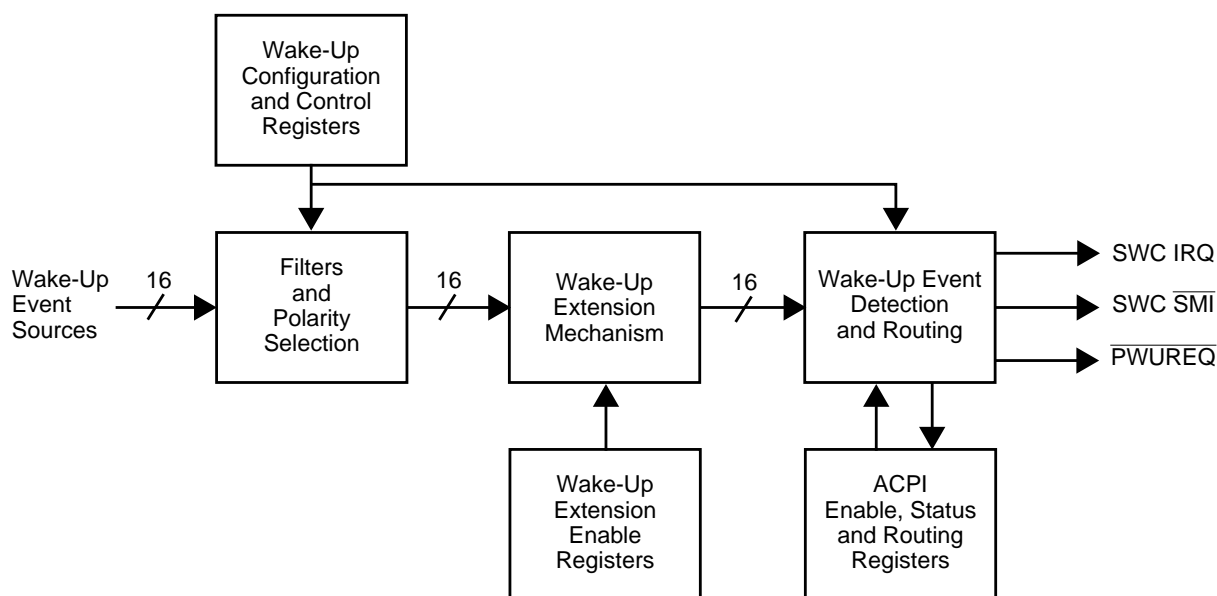 Wake-Up
Configuration
and Control
Registers
Wake-Up
Event
Sources
16
Filters
and
Polarity
Selection
16
Wake-Up
Extension
Mechanism
16
Wake-Up Event
Detection
and Routing
SWC IRQ
SWC SMI
PWUREQ
Wake-Up
Extension
Enable
Registers
ACPI
Enable, Status
and Routing
Registers